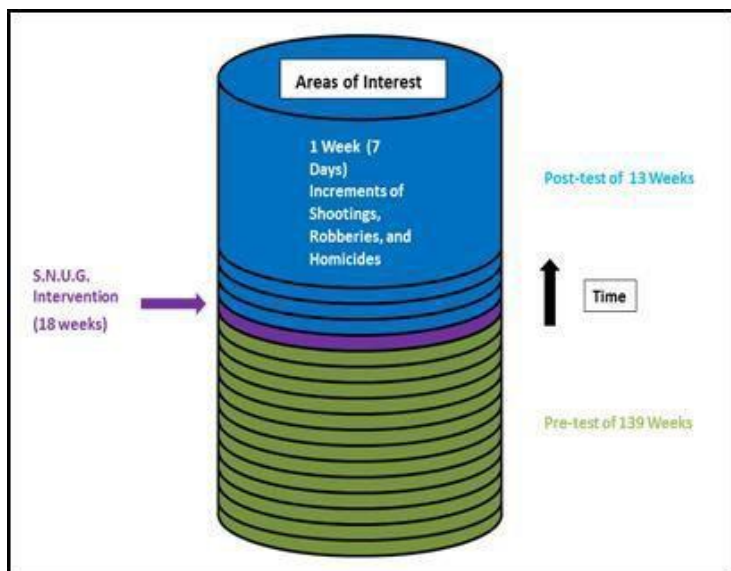 Areas of Interest
1 Week (7
Days)
Increments of
Shootings,
Robberies, and
Homicides
Post-test of 13 Weeks
S.N.U.G.
Intervention
(18 weeks)
Time
Pre-test of 139 Weeks